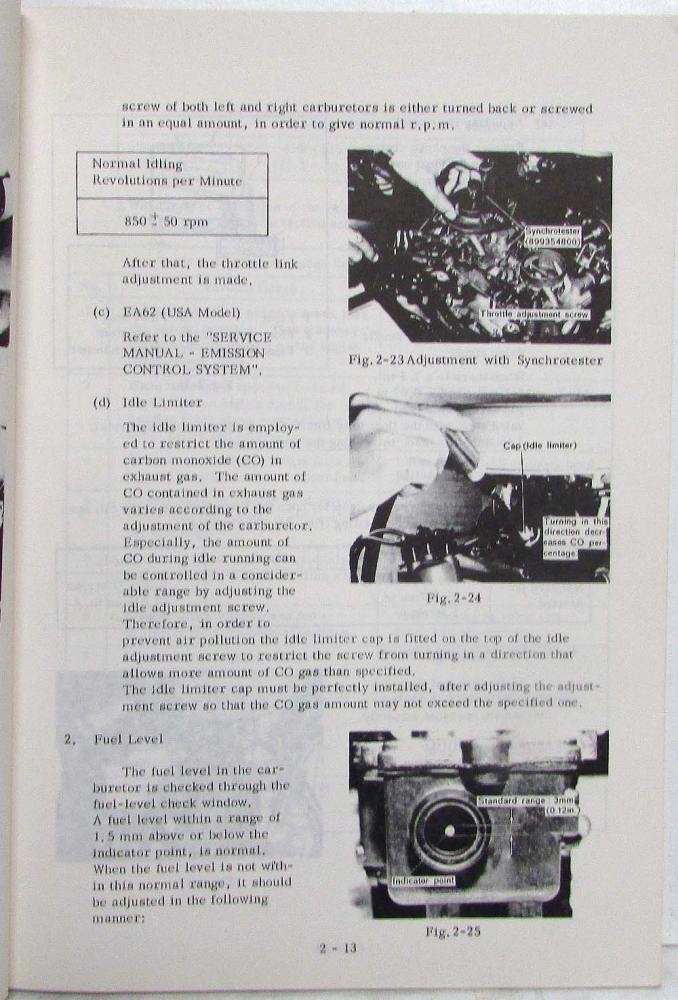 screw of both left and right carburetors is either turned back or screwed
in an equal amount, in order to give normal r.p.m.
Normal Idling
Revolutions per Minute
850 ± 50 rpm
After that, the throttle link
adjustment is made.
(c) EA62 (USA Model)
Refer to the "SERVICE
MANUAL - EMISSION
CONTROL SYSTEM".
Synchrotester
(899354800)
Throttle adjustment screw
Fig. 2-23 Adjustment with Synchrotester
(d) Idle Limiter
The idle limiter is employ-
ed to restrict the amount of
carbon monoxide (CO) in
exhaust gas. The amount of
CO contained in exhaust gas
varies according to the
adjustment of the carburetor.
Especially, the amount of
CO during idle running can
be controlled in a concider-
able range by adjusting the
idle adjustment screw.
Therefore, in order to
prevent air pollution the idle limiter cap is fitted on the top of the idle
adjustment screw to restrict the screw from turning in a direction that
allows more amount of CO gas than specified.
The idle limiter cap must be perfectly installed, after adjusting the adjust-
ment screw so that the CO gas amount may not exceed the specified one.
Cap (Idle limiter)
Turning in this
direction decr-
eases CO per-
centage.
Fig. 2-24
2. Fuel Level
The fuel level in the car-
buretor is checked through the
fuel-level check window.
A fuel level within a range of
1.5 mm above or below the
indicator point, is normal.
When the fuel level is not with-
in this normal range, it should
be adjusted in the following
manner:
Standard range : 3mm
(0.12in.)
Indicator point
Fig. 2-25
2 - 13